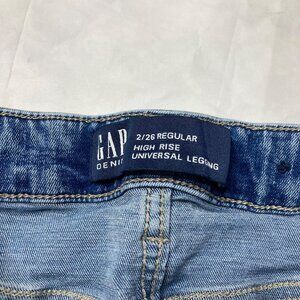 GAP
DENIM
2/26 REGULAR
HIGH RISE
UNIVERSAL LEGGING